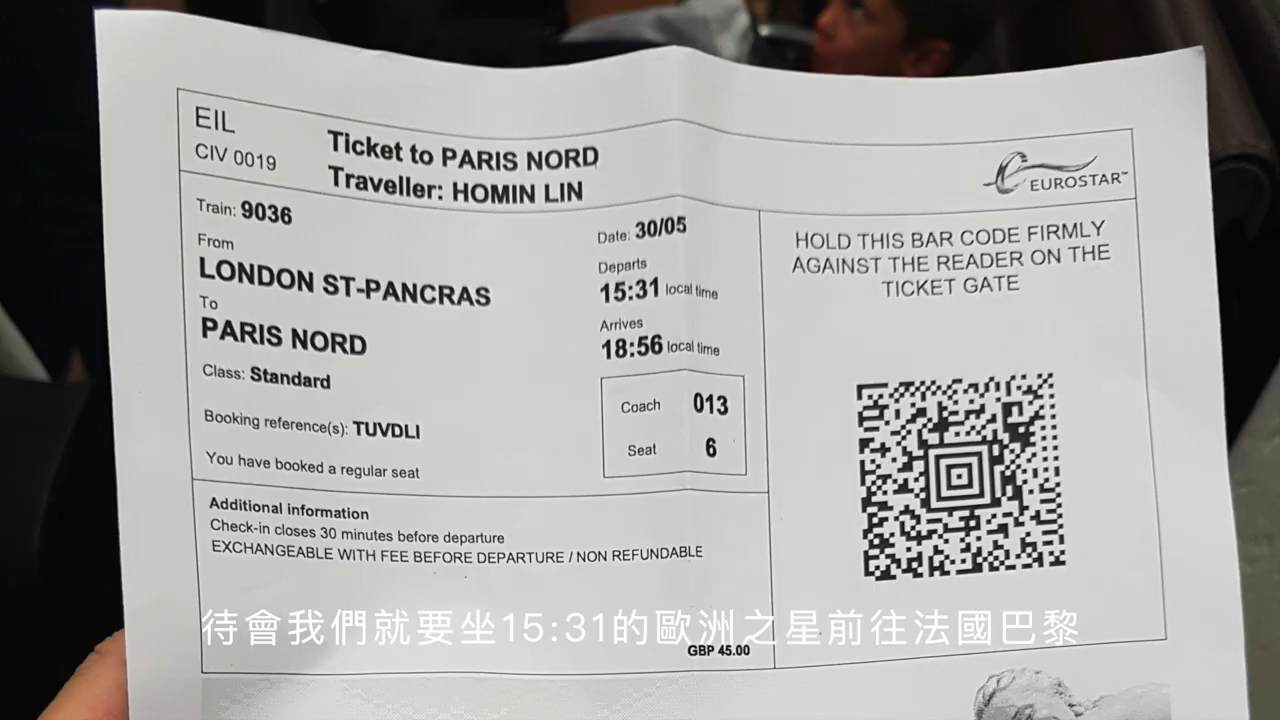 EIL
CIV 0019
Ticket to PARIS NORD
Traveller: HOMIN LIN
EUROSTAR™
Train: 9036
From
LONDON ST-PANCRAS
To
PARIS NORD
Class: Standard
Booking reference(s): TUVDLI
You have booked a regular seat
Date: 30/05
Departs
15:31 local time
Arrives
18:56 local time
Coach 013
Seat 6
HOLD THIS BAR CODE FIRMLY
AGAINST THE READER ON THE
TICKET GATE
Additional information
Check-in closes 30 minutes before departure
EXCHANGEABLE WITH FEE BEFORE DEPARTURE / NON REFUNDABLE
待會我們就要坐15:31的歐洲之星前往法國巴黎
GBP 45.00